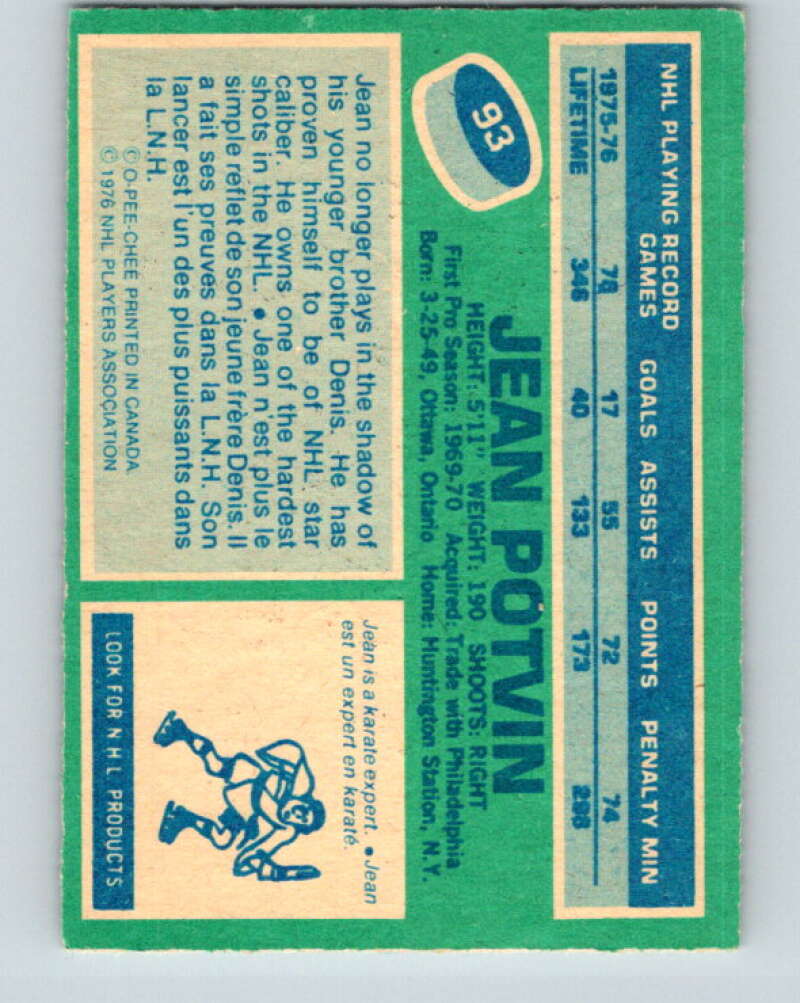 NHL PLAYING RECORD
GAMES GOALS ASSISTS POINTS PENALTY MIN
1975-76 78 17 55 72 74
LIFETIME 346 40 133 173 298
93
JEAN POTVIN
HEIGHT: 5'11" WEIGHT: 190 SHOOTS: RIGHT
First Pro Season: 1969-70 Acquired: Trade with Philadelphia
Born: 3-25-49, Ottawa, Ontario Home: Huntington Station, N.Y.
Jean no longer plays in the shadow of
his younger brother Denis. He has
proven himself to be of NHL star
caliber. He owns one of the hardest
shots in the NHL. • Jean n'est plus le
simple reflet de son jeune frère Denis. Il
a fait ses preuves dans la L.N.H. Son
lancer est l'un des plus puissants dans
la L.N.H.
© O-PEE-CHEE PRINTED IN CANADA
© 1976 NHL PLAYERS ASSOCIATION
Jean is a karate expert. • Jean
est un expert en karaté.
LOOK FOR NHL PRODUCTS